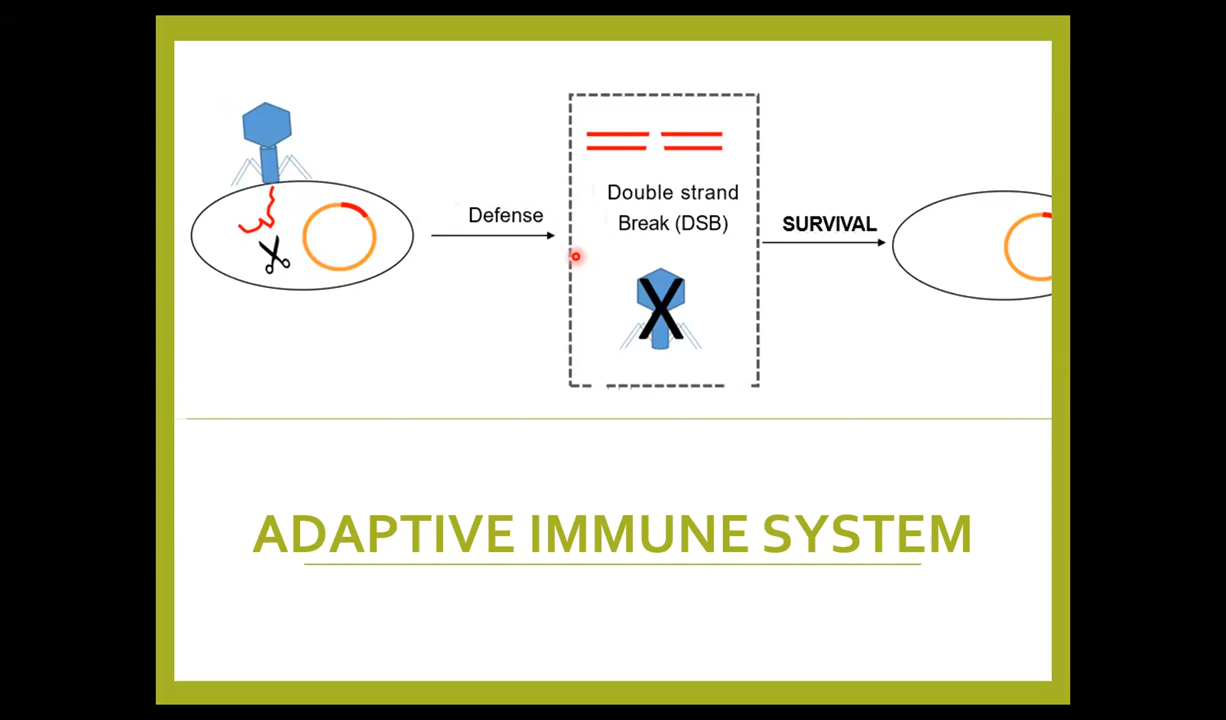 Defense
Double strand
Break (DSB)
SURVIVAL
ADAPTIVE IMMUNE SYSTEM